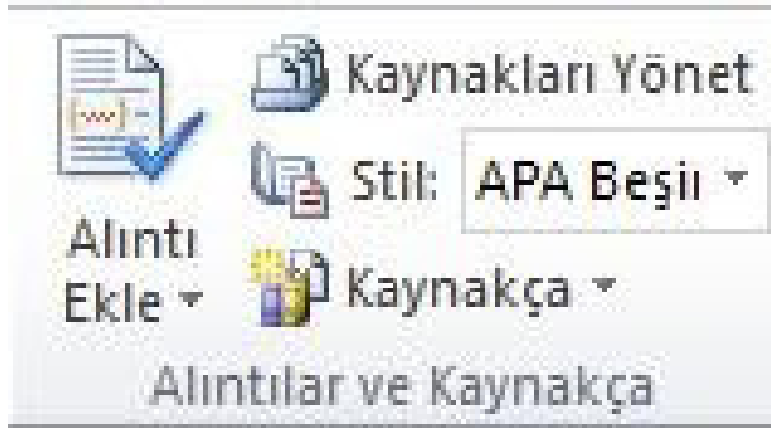 Kaynakları Yönet
Stil: APA Beşi
Alıntı
Ekle
Kaynakça
Alıntılar ve Kaynakça